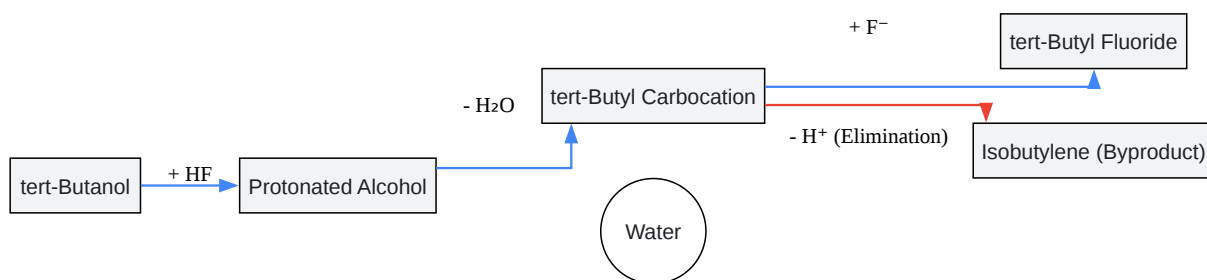 + F⁻
tert-Butyl Fluoride
tert-Butyl Carbocation
- H₂O
- H⁺ (Elimination)
Isobutylene (Byproduct)
+ HF
tert-Butanol
Protonated Alcohol
Water